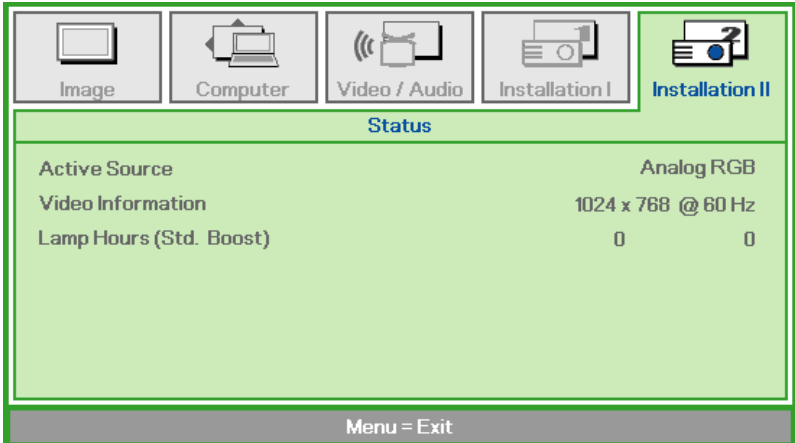 Image Computer Video / Audio Installation I Installation II
Status
Active Source Analog RGB
Video Information 1024 x 768 @ 60 Hz
Lamp Hours (Std. Boost) 0 0
Menu = Exit